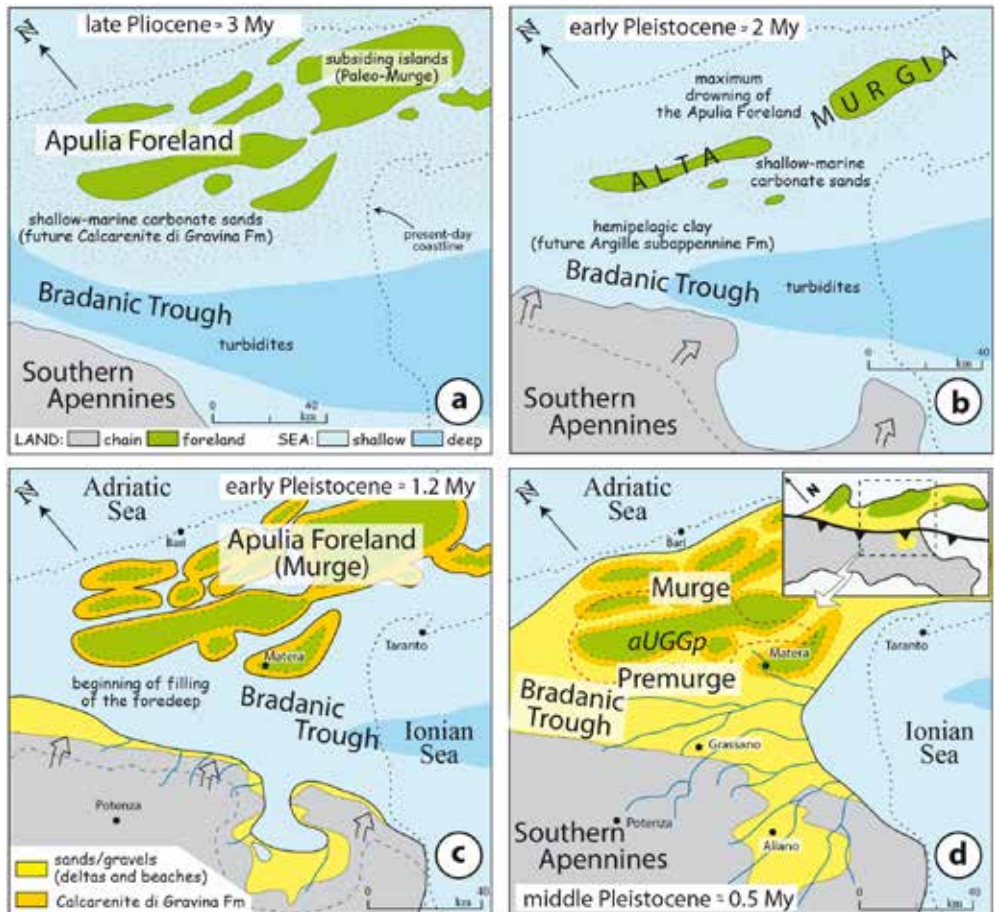 N
late Pliocene ≈ 3 My
subsiding islands
(Paleo-Murge)
Apulia Foreland
shallow-marine carbonate sands
(future Calcarenite di Gravina Fm)
present-day
coastline
Bradanic Trough
turbidites
Southern
Apennines
0 40
km
a
LAND: chain foreland SEA: shallow deep
N
early Pleistocene ≈ 2 My
maximum
drowning of
the Apulia Foreland
MURGIA
ALTA
shallow-marine
carbonate sands
hemipelagic clay
(future Argille subappennine Fm)
Bradanic Trough
turbidites
0 40
km
Southern
Apennines
b
N
Adriatic
Sea
early Pleistocene ≈ 1.2 My
Bari
Apulia Foreland
(Murge)
Matera
Taranto
beginning of filling
of the foredeep
Bradanic
Trough
Ionian
Sea
Potenza
c
sands/gravels
(deltas and beaches)
Calcarenite di Gravina Fm
0 40
km
N
Adriatic
Sea
N
Bari
Murge
aUGGp
Matera
Taranto
Premurge
Bradanic
Trough
Ionian
Sea
Grassano
Potenza
Southern
Apennines
Aliano
d
middle Pleistocene ≈ 0.5 My
0 40
km